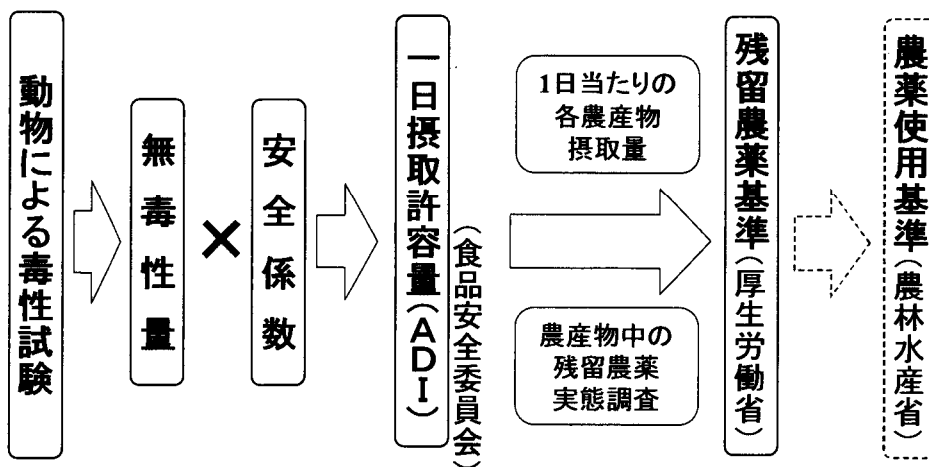 動物による毒性試験
無毒性量
×
安全係数
一日摂取許容量(ADI)
(食品安全委員会)
1日当たりの
各農産物
摂取量
農産物中の
残留農薬
実態調査
残留農薬基準(厚生労働省)
農薬使用基準(農林水産省)